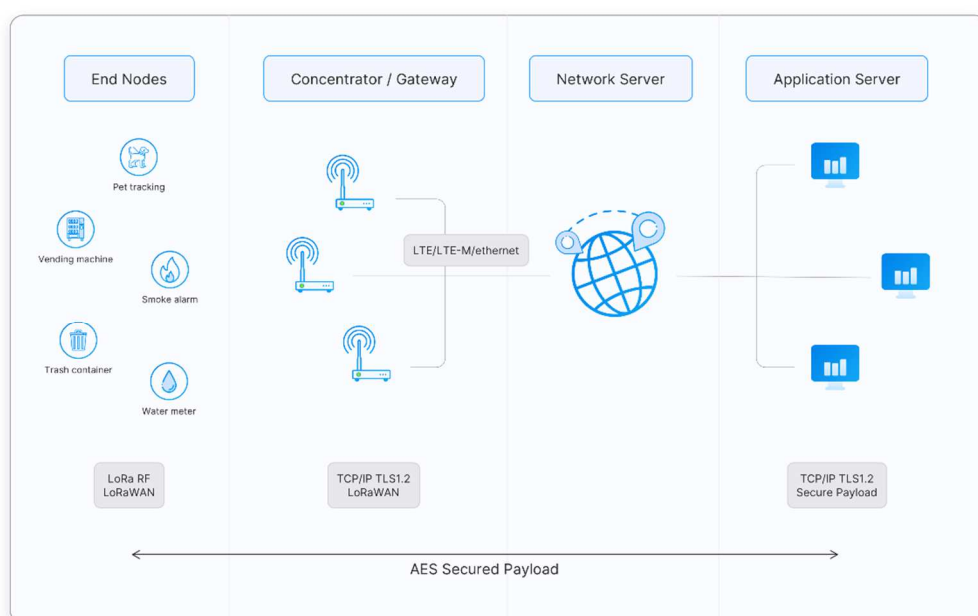 End Nodes
Concentrator / Gateway
Network Server
Application Server
Pet tracking
Vending machine
Smoke alarm
Trash container
Water meter
LTE/LTE-M/ethernet
LoRa RF
LoRaWAN
TCP/IP TLS1.2
LoRaWAN
TCP/IP TLS1.2
Secure Payload
AES Secured Payload